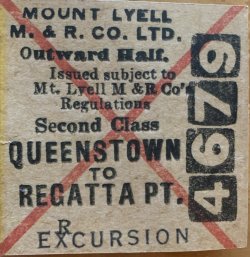 MOUNT LYELL
M. & R. CO. LTD.
Outward Half.
Issued subject to
Mt. Lyell M & R Co's
Regulations
Second Class
QUEENSTOWN
TO
REGATTA PT.
R
EXCURSION
4679